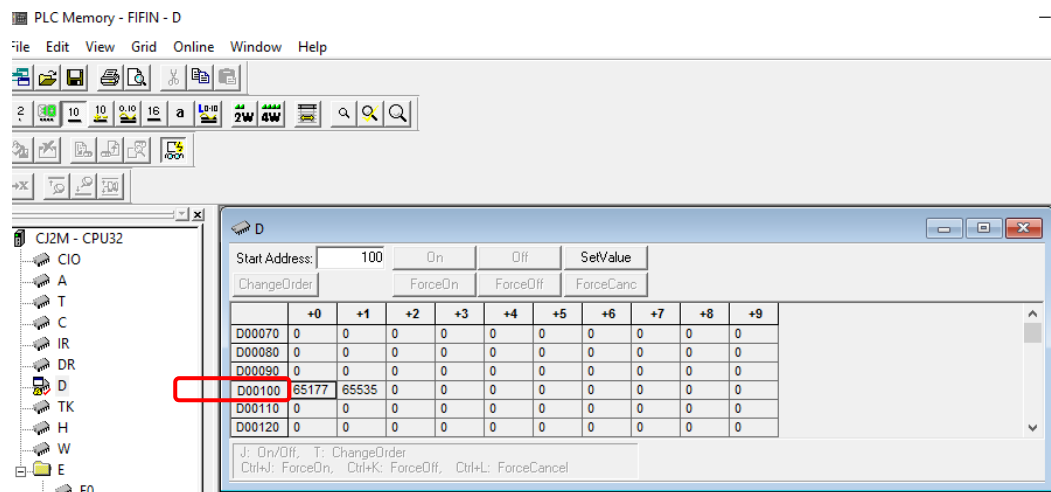 PLC Memory - FIFIN - D
File Edit View Grid Online Window Help
2 10 10 0.10 16 a
2W 4W
X
CJ2M - CPU32
CIO
A
T
C
IR
DR
D
TK
H
W
E
E0
D
Start Address: 100 On Off SetValue
ChangeOrder ForceOn ForceOff ForceCanc
+0 +1 +2 +3 +4 +5 +6 +7 +8 +9
D00070 0 0 0 0 0 0 0 0 0 0
D00080 0 0 0 0 0 0 0 0 0 0
D00090 0 0 0 0 0 0 0 0 0 0
D00100 65177 65535 0 0 0 0 0 0 0 0
D00110 0 0 0 0 0 0 0 0 0 0
D00120 0 0 0 0 0 0 0 0 0 0
J: On/Off, T: ChangeOrder
Ctrl+J: ForceOn, Ctrl+K: ForceOff, Ctrl+L: ForceCancel